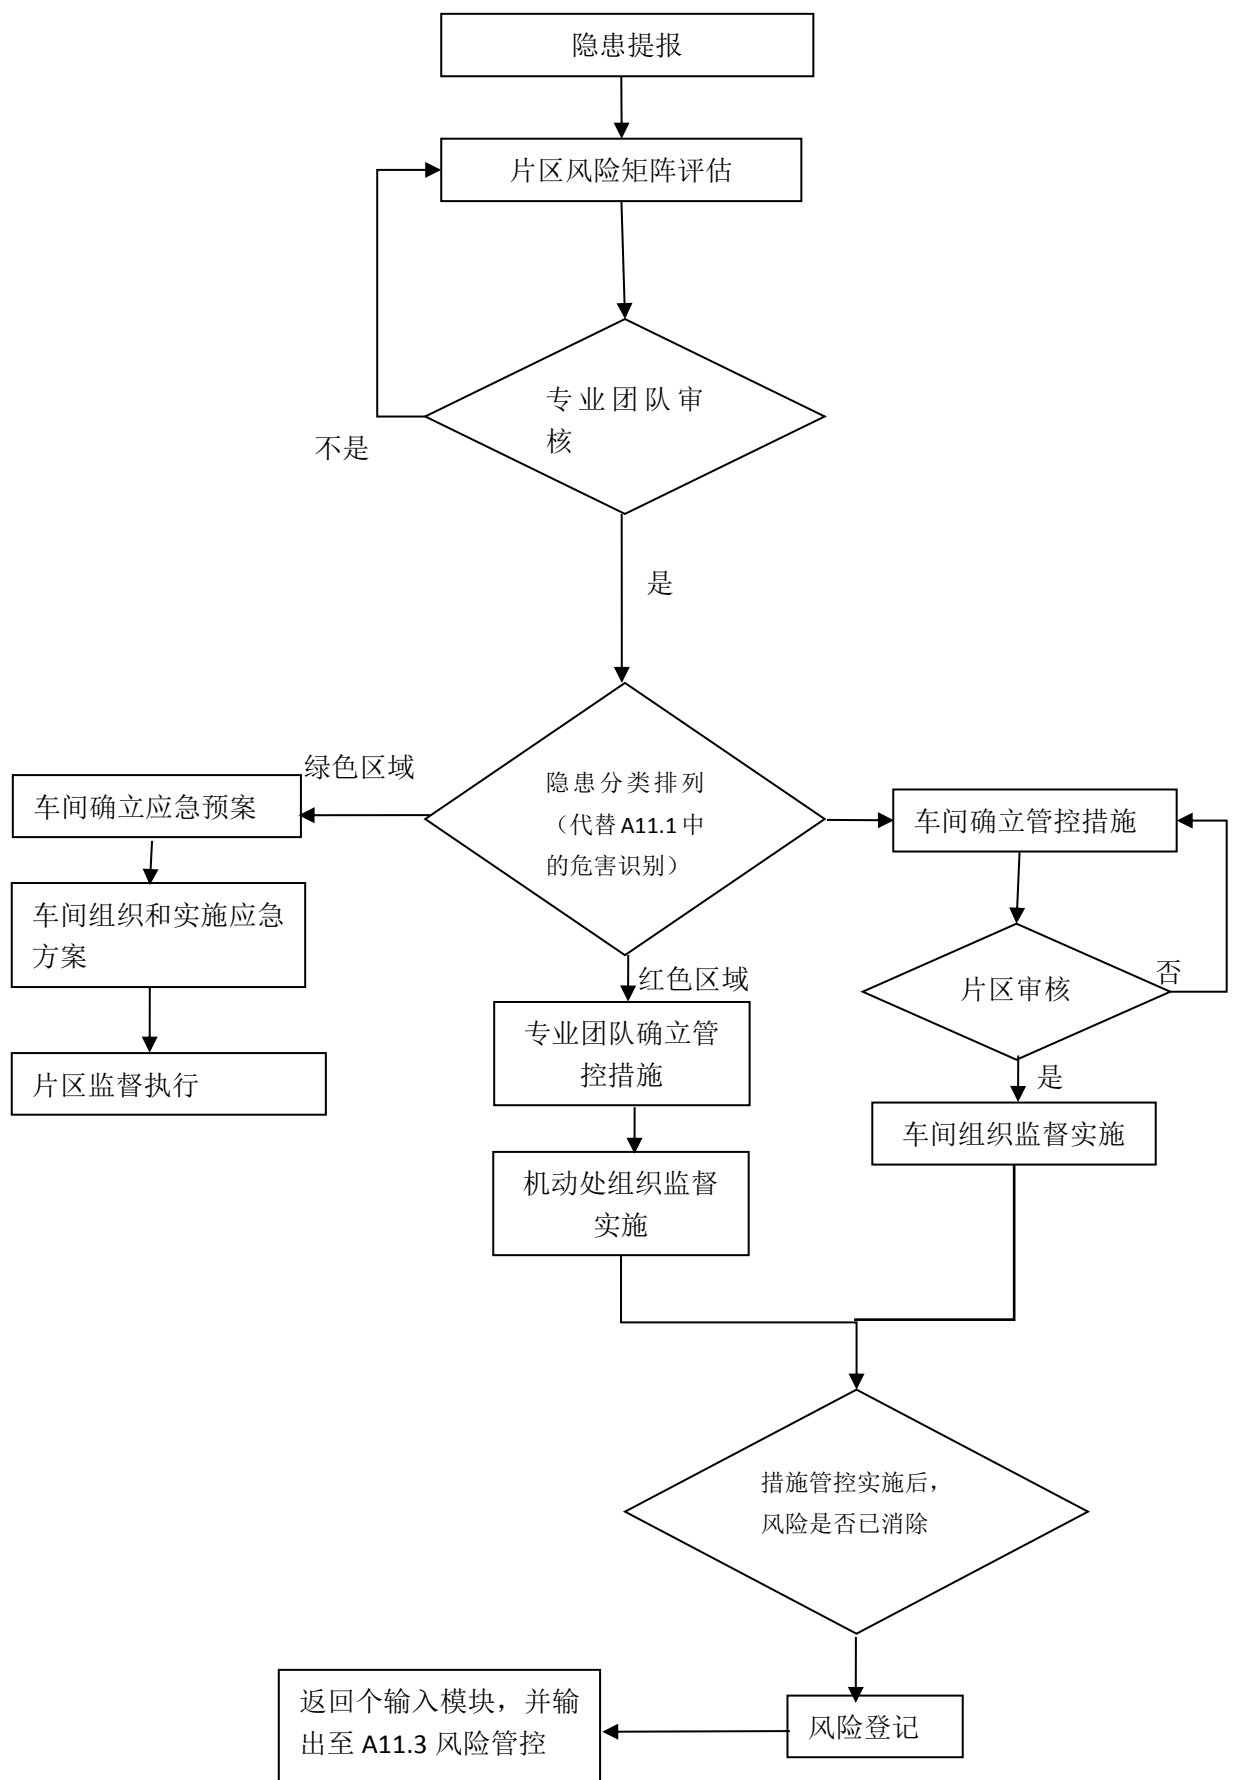 隐患提报
片区风险矩阵评估
专业团队审
核
不是
是
绿色区域
隐患分类排列
（代替 A11.1 中
的危害识别）
车间确立应急预案
车间确立管控措施
车间组织和实施应急
方案
红色区域
片区审核
否
专业团队确立管
控措施
片区监督执行
是
车间组织监督实施
机动处组织监督
实施
措施管控实施后，
风险是否已消除
返回个输入模块，并输
出至 A11.3 风险管控
风险登记